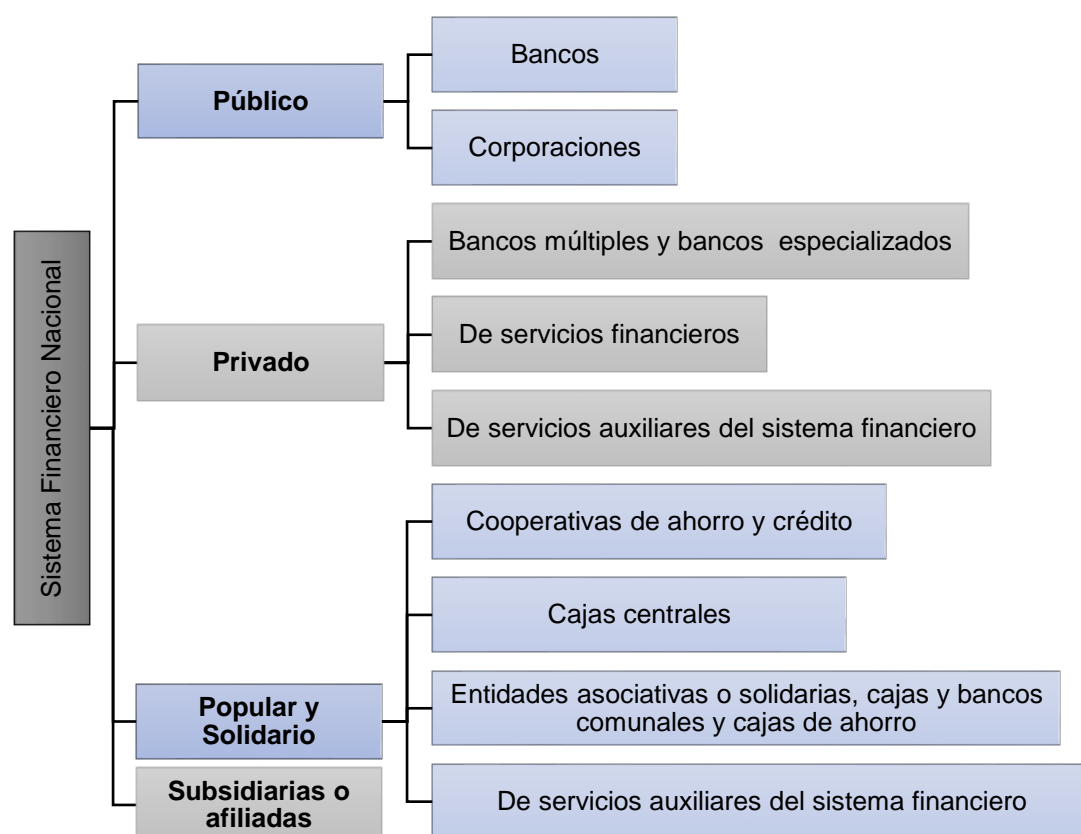 Sistema Financiero Nacional
Público
Bancos
Corporaciones
Privado
Bancos múltiples y bancos especializados
De servicios financieros
De servicios auxiliares del sistema financiero
Popular y
Solidario
Cooperativas de ahorro y crédito
Cajas centrales
Entidades asociativas o solidarias, cajas y bancos
comunales y cajas de ahorro
De servicios auxiliares del sistema financiero
Subsidiarias o
afiliadas